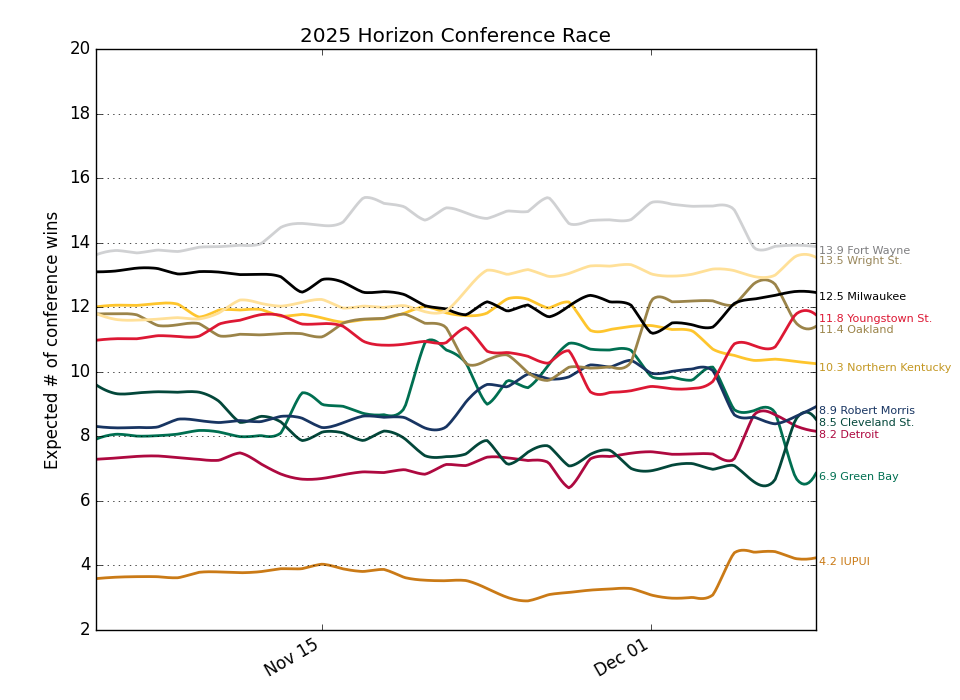 2025 Horizon Conference Race
Expected # of conference wins
20
18
16
14
12
10
8
6
4
2
Nov 15
Dec 01
13.9 Fort Wayne
13.5 Wright St.
12.5 Milwaukee
11.8 Youngstown St.
11.4 Oakland
10.3 Northern Kentucky
8.9 Robert Morris
8.5 Cleveland St.
8.2 Detroit
6.9 Green Bay
4.2 IUPUI